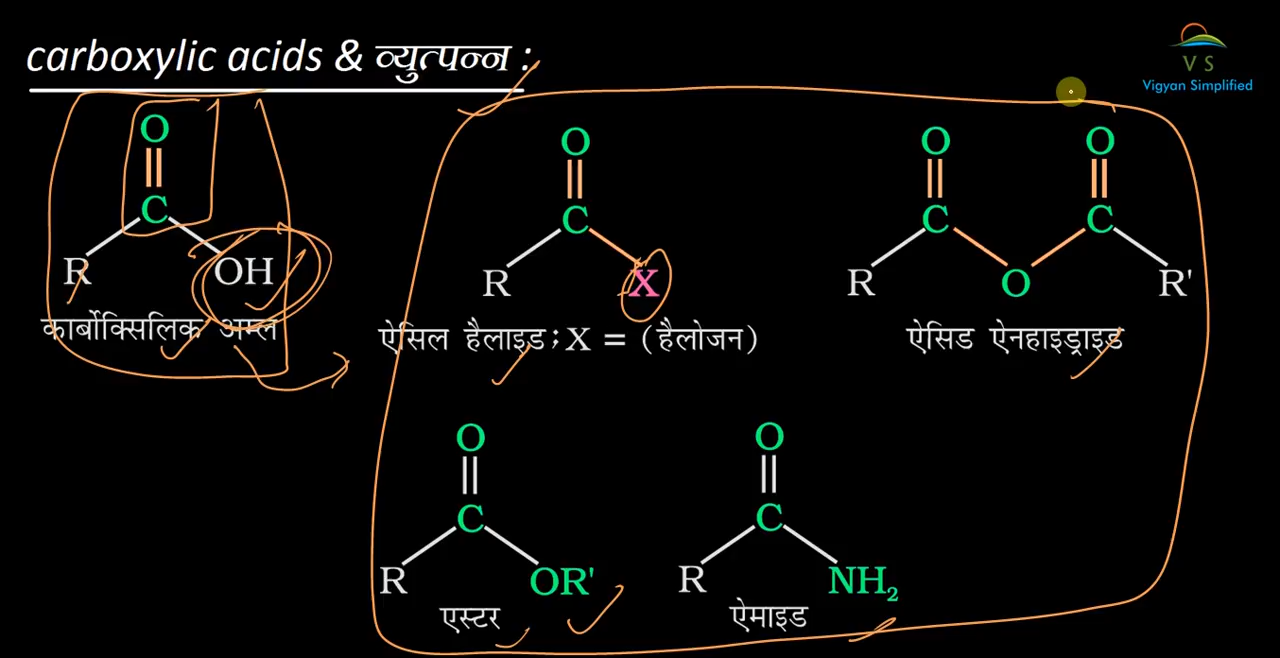 carboxylic acids & व्युत्पन्न :
V S
Vigyan Simplified
O
C
R
OH
कार्बोक्सिलिक अम्ल
O
C
R
X
ऐसिल हैलाइड ; X = (हैलोजन)
O
O
C
C
R
O
R'
ऐसिड ऐनहाइड्राइड
O
C
R
OR'
एस्टर
O
C
R
NH₂
ऐमाइड